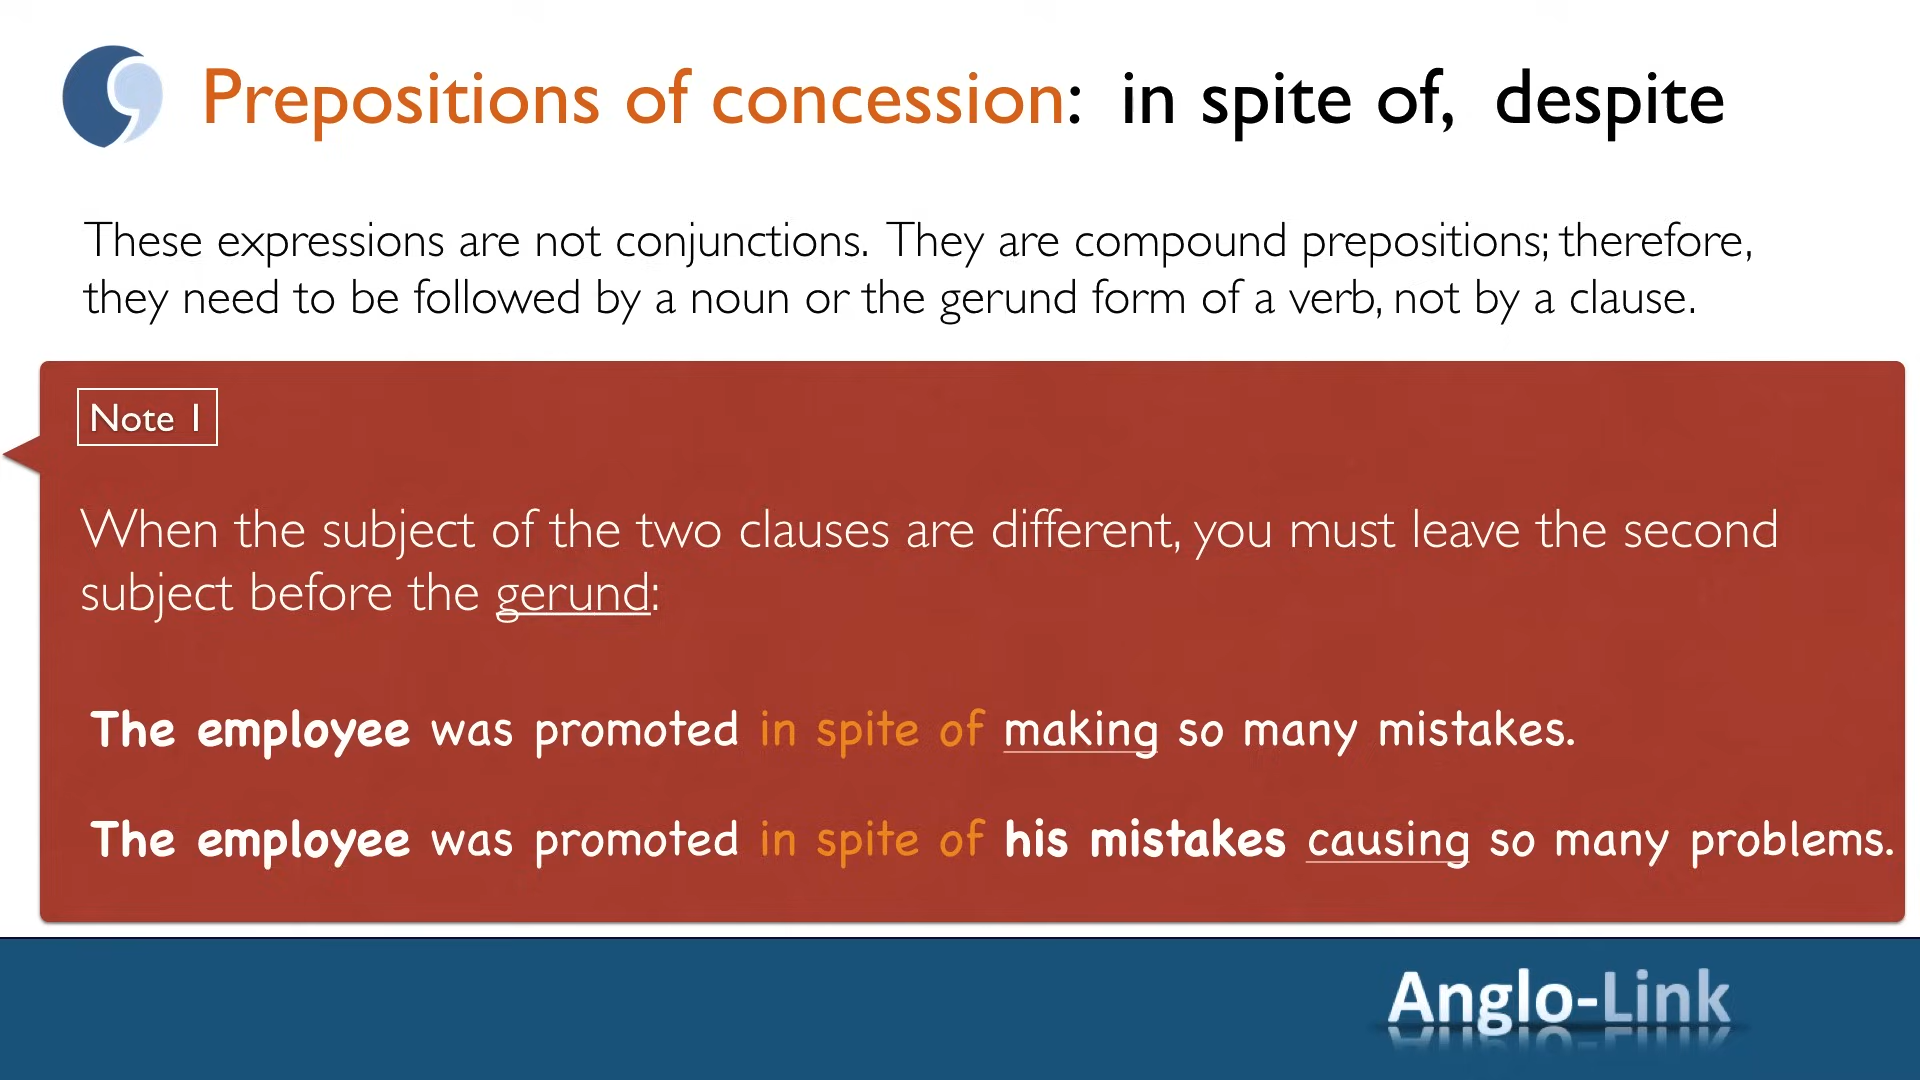 Prepositions of concession: in spite of, despite
These expressions are not conjunctions. They are compound prepositions; therefore,
they need to be followed by a noun or the gerund form of a verb, not by a clause.
Note 1
When the subject of the two clauses are different, you must leave the second
subject before the gerund:
The employee was promoted in spite of making so many mistakes.
The employee was promoted in spite of his mistakes causing so many problems.
Anglo-Link